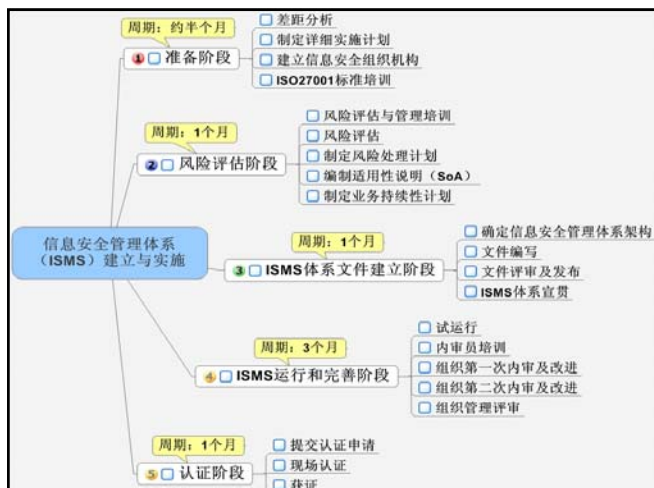 周期：约半个月
1 准备阶段
差距分析
制定详细实施计划
建立信息安全组织机构
ISO27001标准培训
周期：1个月
2 风险评估阶段
风险评估与管理培训
风险评估
制定风险处理计划
编制适用性说明（SoA）
制定业务持续性计划
信息安全管理体系
（ISMS）建立与实施
周期：1个月
3 ISMS体系文件建立阶段
确定信息安全管理体系架构
文件编写
文件评审及发布
ISMS体系宣贯
周期：3个月
4 ISMS运行和完善阶段
试运行
内审员培训
组织第一次内审及改进
组织第二次内审及改进
组织管理评审
周期：1个月
5 认证阶段
提交认证申请
现场认证
获证